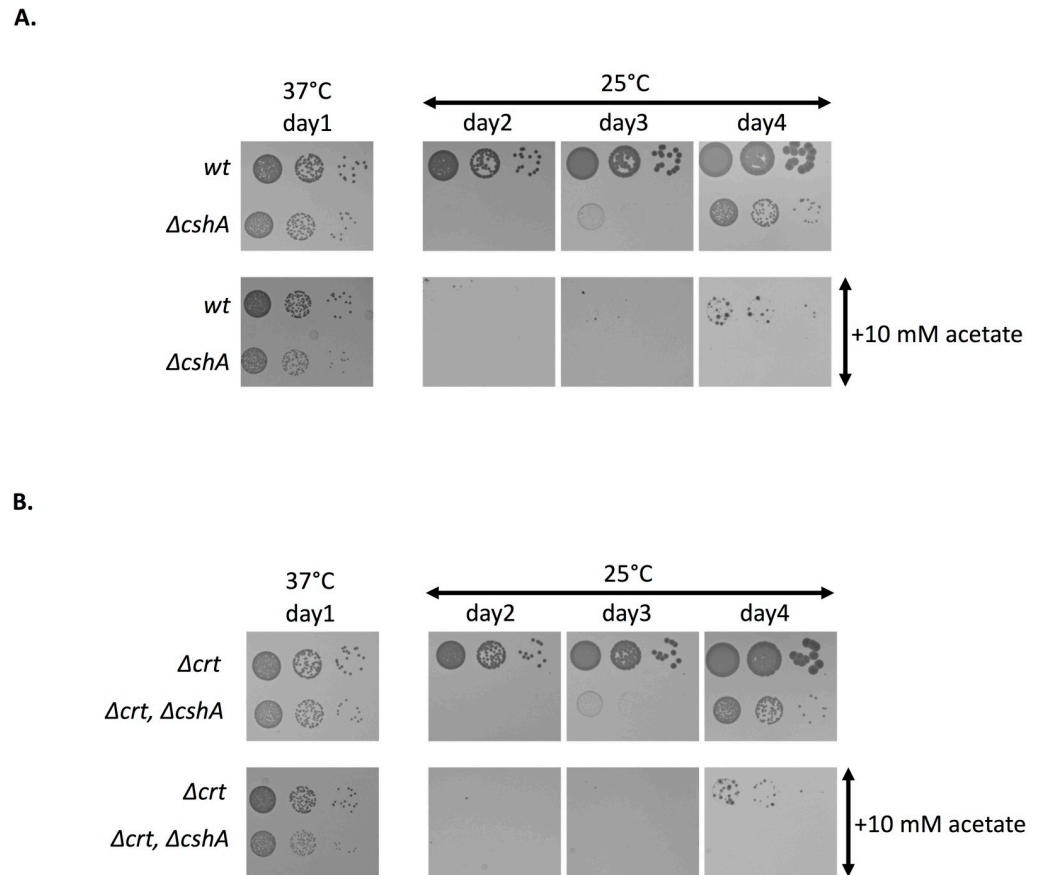 A.
37°C
25°C
day1
day2
day3
day4
wt
ΔcshA
wt
+10 mM acetate
ΔcshA
B.
37°C
25°C
day1
day2
day3
day4
Δcrt
Δcrt, ΔcshA
Δcrt
+10 mM acetate
Δcrt, ΔcshA